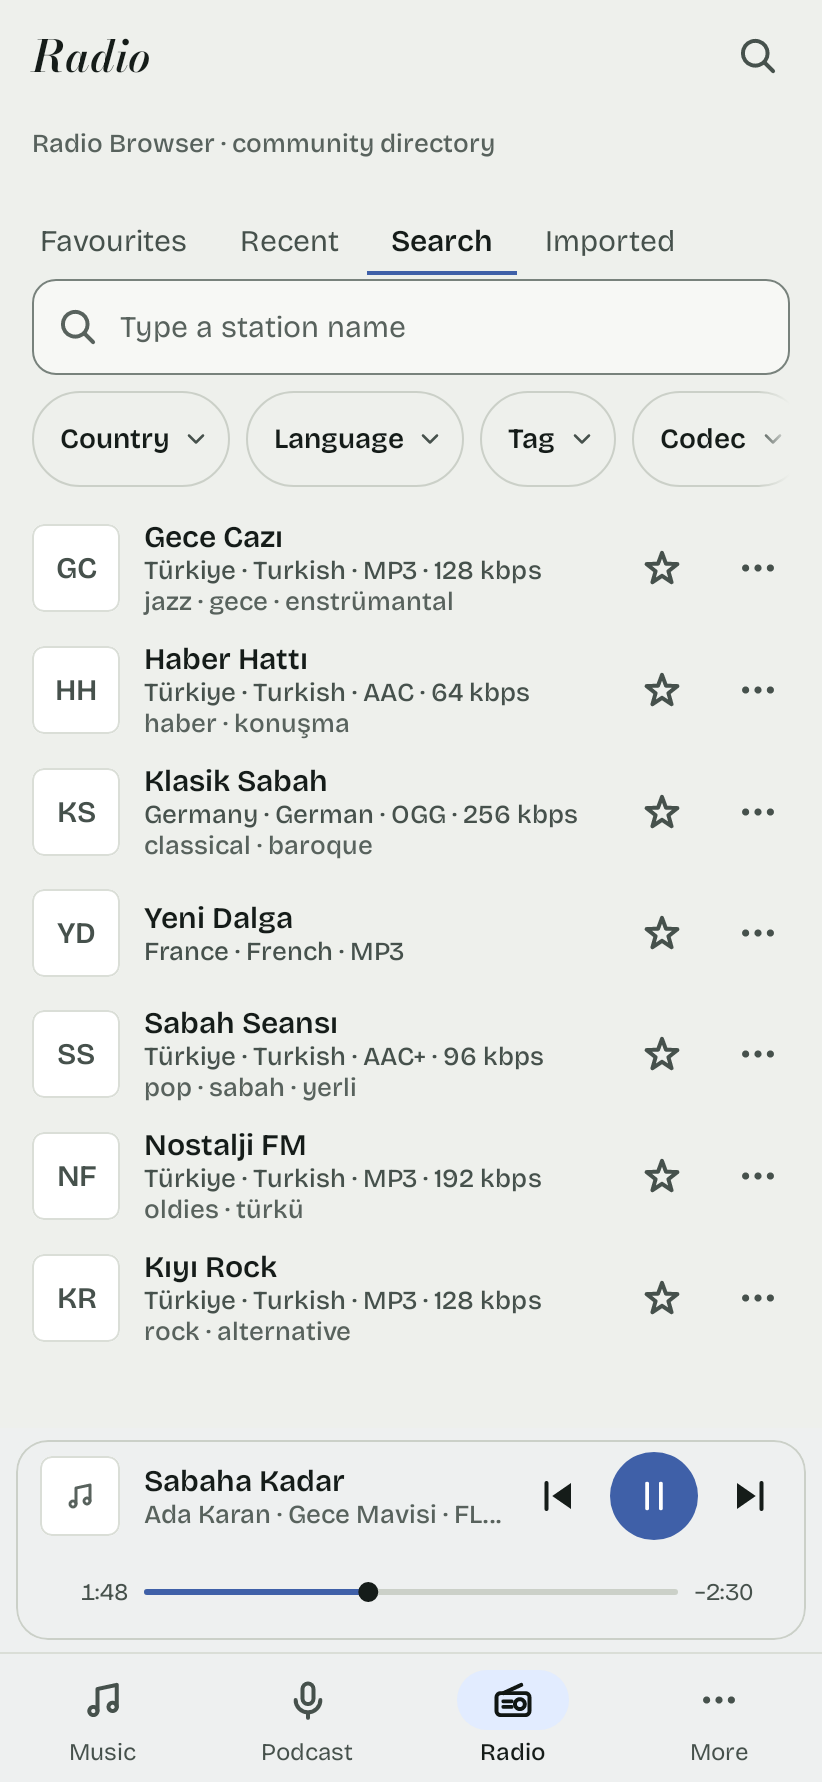 Radio
Radio Browser · community directory
Favourites Recent Search Imported
Type a station name
Country Language Tag Codec
GC
Gece Cazı
Türkiye · Turkish · MP3 · 128 kbps
jazz · gece · enstrümantal
HH
Haber Hattı
Türkiye · Turkish · AAC · 64 kbps
haber · konuşma
KS
Klasik Sabah
Germany · German · OGG · 256 kbps
classical · baroque
YD
Yeni Dalga
France · French · MP3
SS
Sabah Seansı
Türkiye · Turkish · AAC+ · 96 kbps
pop · sabah · yerli
NF
Nostalji FM
Türkiye · Turkish · MP3 · 192 kbps
oldies · türkü
KR
Kıyı Rock
Türkiye · Turkish · MP3 · 128 kbps
rock · alternative
Sabaha Kadar
Ada Karan · Gece Mavisi · FL...
1:48 −2:30
Music Podcast Radio More